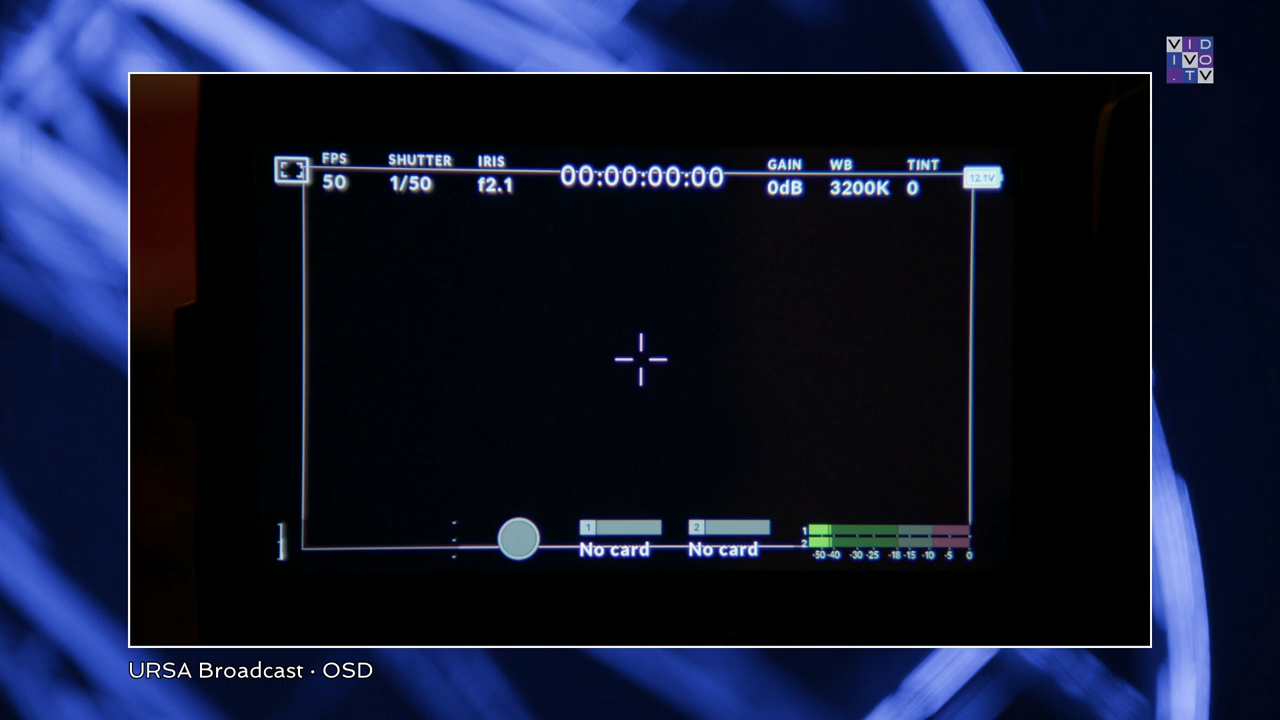 VID
IVO
.TV
FPS SHUTTER IRIS 00:00:00:00 GAIN WB TINT
50 1/50 f2.1 0dB 3200K 0 12.1V
1 2 1
No card No card 2
-50 -40 -30 -25 -18 -15 -10 -5 0
URSA Broadcast · OSD